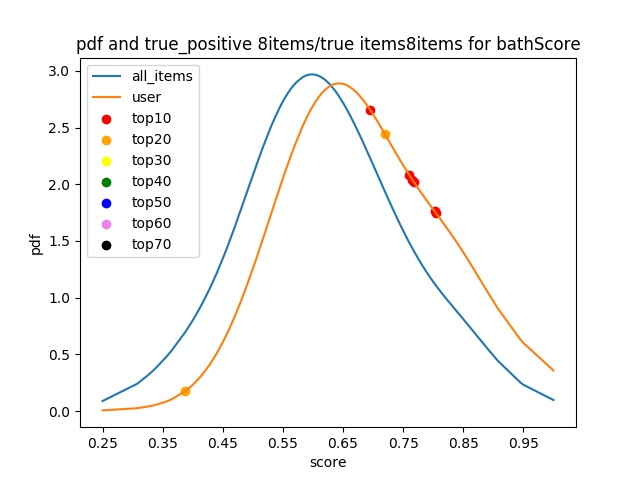 pdf and true_positive 8items/true items8items for bathScore
all_items
user
top10
top20
top30
top40
top50
top60
top70
pdf
3.0
2.5
2.0
1.5
1.0
0.5
0.0
0.25 0.35 0.45 0.55 0.65 0.75 0.85 0.95
score